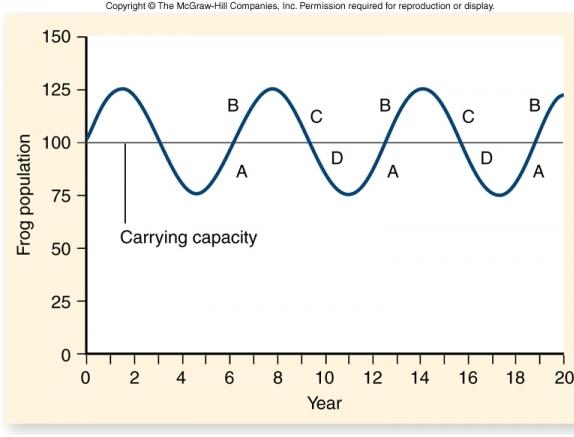 Copyright © The McGraw-Hill Companies, Inc. Permission required for reproduction or display.
150
125
100
75
50
25
0
Frog population
B
C
B
C
B
D
A
D
A
A
Carrying capacity
0 2 4 6 8 10 12 14 16 18 20
Year